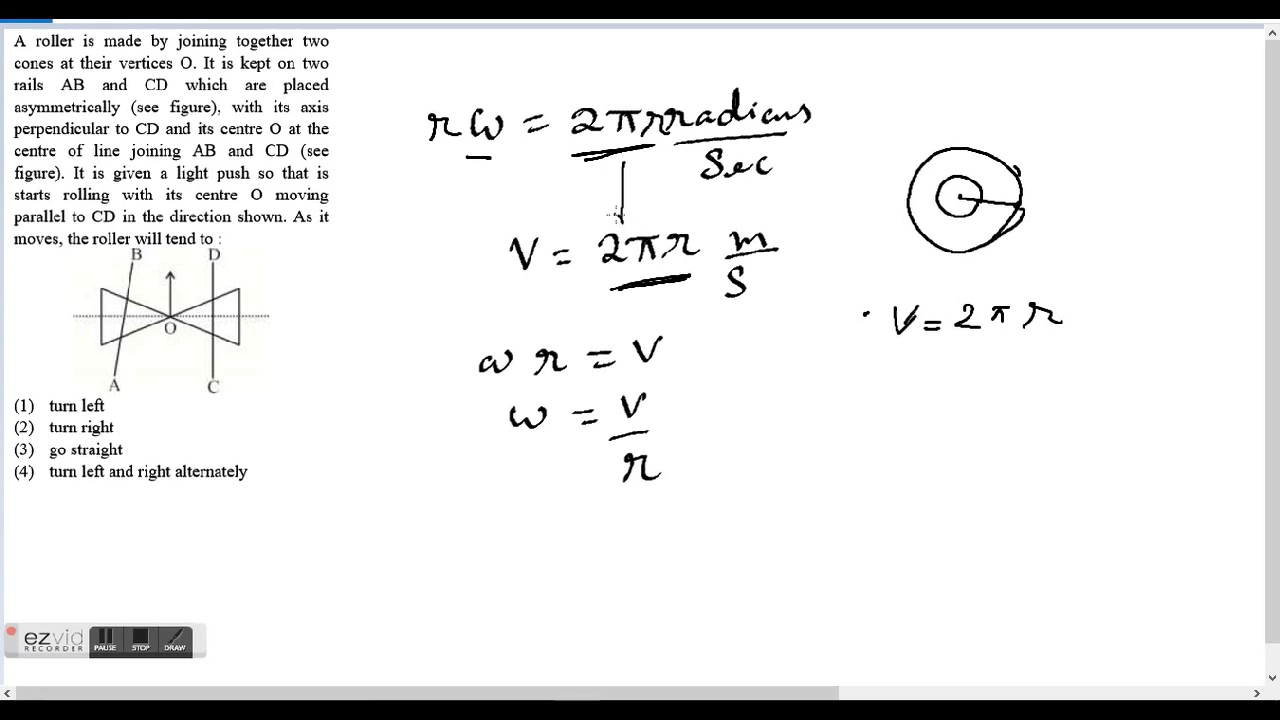 A roller is made by joining together two
cones at their vertices O. It is kept on two
rails AB and CD which are placed
asymmetrically (see figure), with its axis
perpendicular to CD and its centre O at the
centre of line joining AB and CD (see
figure). It is given a light push so that is
starts rolling with its centre O moving
parallel to CD in the direction shown. As it
moves, the roller will tend to :
B D
O
A C
(1) turn left
(2) turn right
(3) go straight
(4) turn left and right alternately
rω = 2πr radians
Sec
V = 2πr m
S
ω r = V
ω = V
r
V = 2πr
ezvid
RECORDER
PAUSE STOP DRAW